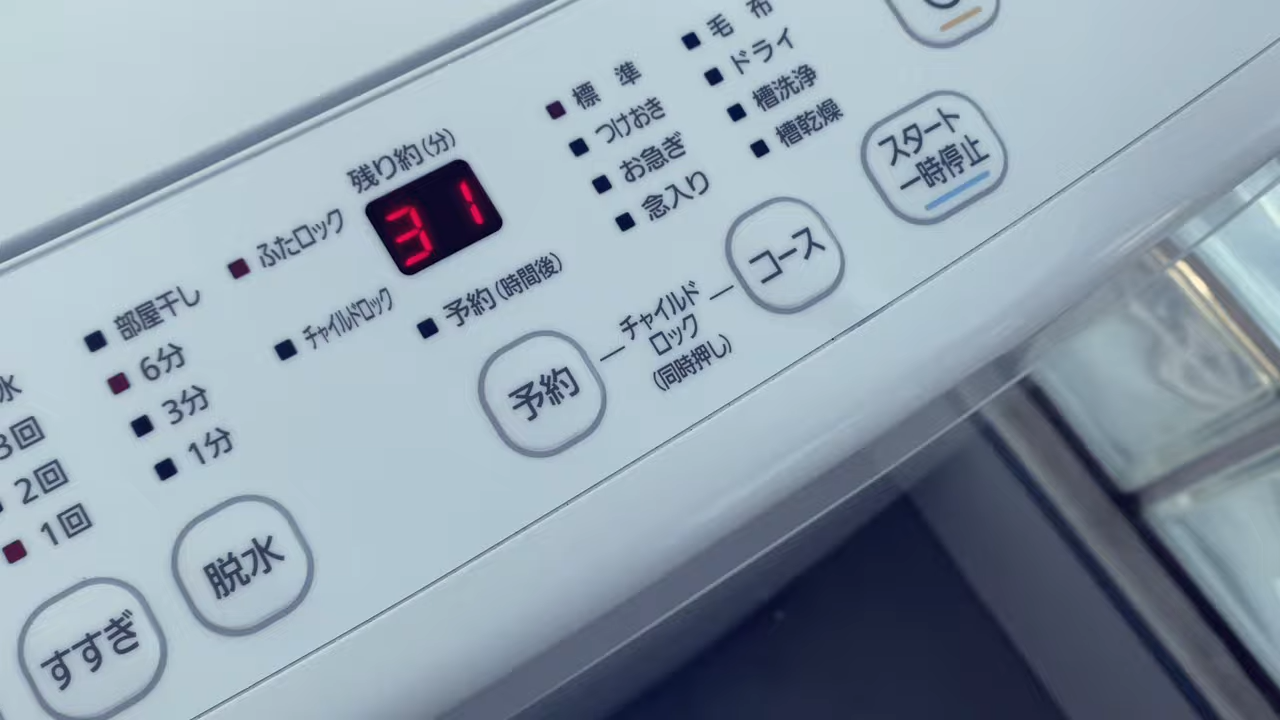 毛布
ドライ
槽洗浄
槽乾燥
標準
つけおき
お急ぎ
念入り
スタート
一時停止
残り約(分)
31
ふたロック
チャイルドロック
予約(時間後)
コース
チャイルド
ロック
(同時押し)
予約
部屋干し
6分
3分
1分
脱水
水
3回
2回
1回
すすぎ